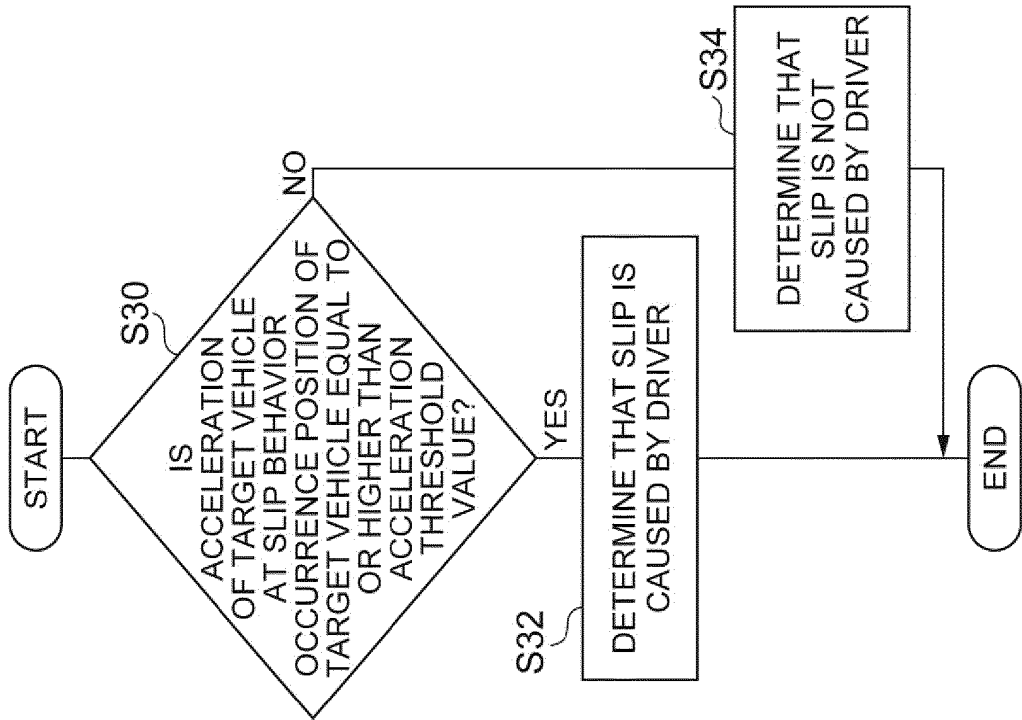 START
S30
IS
ACCELERATION
OF TARGET VEHICLE
AT SLIP BEHAVIOR
OCCURRENCE POSITION OF
TARGET VEHICLE EQUAL TO
OR HIGHER THAN
ACCELERATION
THRESHOLD
VALUE?
NO
YES
S32
DETERMINE THAT SLIP IS
CAUSED BY DRIVER
S34
DETERMINE THAT
SLIP IS NOT
CAUSED BY DRIVER
END